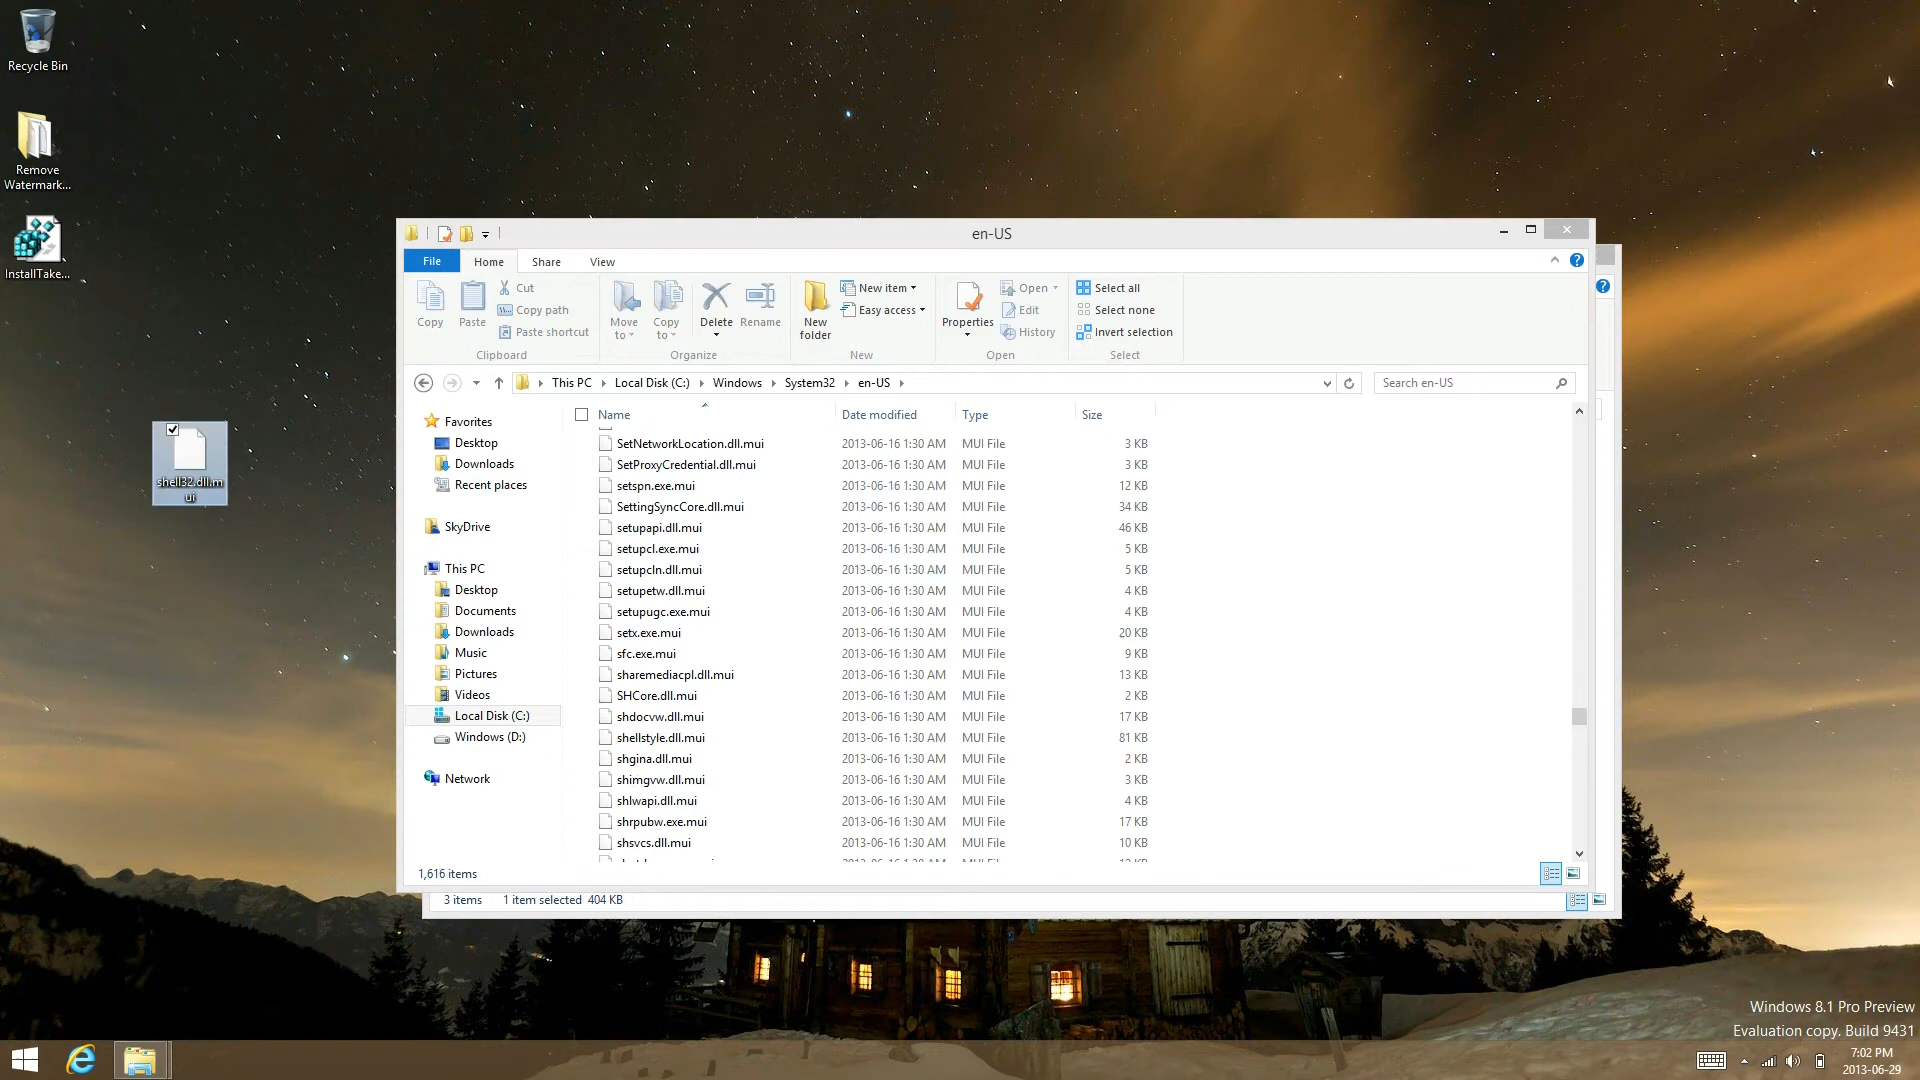 Recycle Bin
Remove
Watermark...
InstallTake...
shell32.dll.m
ui
en-US
File
Home
Share
View
Copy
Paste
Cut
Copy path
Paste shortcut
Clipboard
Move
to
Copy
to
Delete
Rename
Organize
New
folder
New item
Easy access
New
Properties
Open
Edit
History
Open
Select all
Select none
Invert selection
Select
This PC
Local Disk (C:)
Windows
System32
en-US
Search en-US
Favorites
Desktop
Downloads
Recent places
SkyDrive
This PC
Desktop
Documents
Downloads
Music
Pictures
Videos
Local Disk (C:)
Windows (D:)
Network
Name Date modified Type Size
SetNetworkLocation.dll.mui 2013-06-16 1:30 AM MUI File 3 KB
SetProxyCredential.dll.mui 2013-06-16 1:30 AM MUI File 3 KB
setspn.exe.mui 2013-06-16 1:30 AM MUI File 12 KB
SettingSyncCore.dll.mui 2013-06-16 1:30 AM MUI File 34 KB
setupapi.dll.mui 2013-06-16 1:30 AM MUI File 46 KB
setupcl.exe.mui 2013-06-16 1:30 AM MUI File 5 KB
setupcln.dll.mui 2013-06-16 1:30 AM MUI File 5 KB
setupetw.dll.mui 2013-06-16 1:30 AM MUI File 4 KB
setupugc.exe.mui 2013-06-16 1:30 AM MUI File 4 KB
setx.exe.mui 2013-06-16 1:30 AM MUI File 20 KB
sfc.exe.mui 2013-06-16 1:30 AM MUI File 9 KB
sharemediacpl.dll.mui 2013-06-16 1:30 AM MUI File 13 KB
SHCore.dll.mui 2013-06-16 1:30 AM MUI File 2 KB
shdocvw.dll.mui 2013-06-16 1:30 AM MUI File 17 KB
shellstyle.dll.mui 2013-06-16 1:30 AM MUI File 81 KB
shgina.dll.mui 2013-06-16 1:30 AM MUI File 2 KB
shimgvw.dll.mui 2013-06-16 1:30 AM MUI File 3 KB
shlwapi.dll.mui 2013-06-16 1:30 AM MUI File 4 KB
shrpubw.exe.mui 2013-06-16 1:30 AM MUI File 17 KB
shsvcs.dll.mui 2013-06-16 1:30 AM MUI File 10 KB
1,616 items
3 items 1 item selected 404 KB
Windows 8.1 Pro Preview
Evaluation copy. Build 9431
7:02 PM
2013-06-29